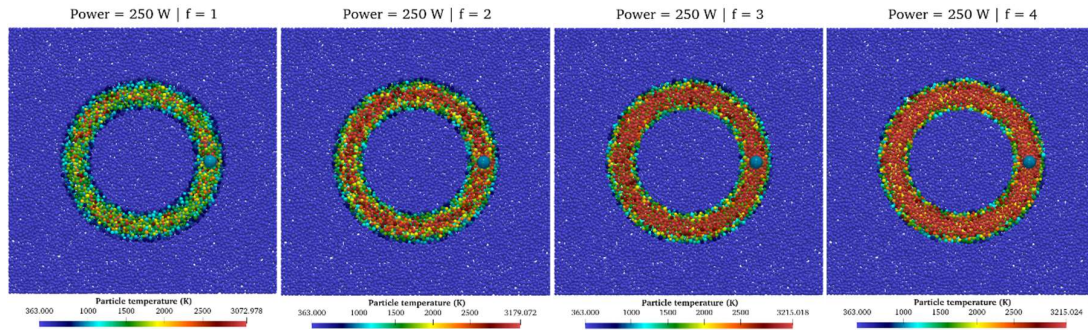 Power = 250 W | f = 1
Power = 250 W | f = 2
Power = 250 W | f = 3
Power = 250 W | f = 4
Particle temperature (K)
363.000 1000 1500 2000 2500 3072.978
Particle temperature (K)
363.000 1000 1500 2000 2500 3179.072
Particle temperature (K)
363.000 1000 1500 2000 2500 3215.018
Particle temperature (K)
363.000 1000 1500 2000 2500 3215.024